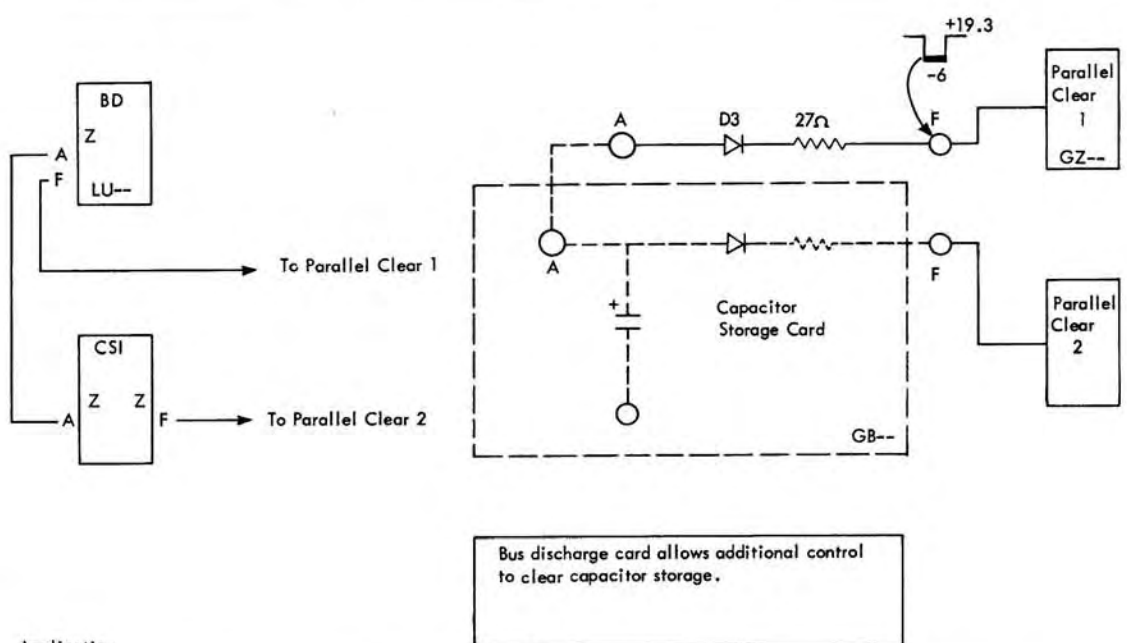 BD
Z
A
F
LU--
To Parallel Clear 1
CSI
A
Z Z
F
To Parallel Clear 2
+19.3
-6
A
D3
27Ω
F
Parallel
Clear
1
GZ--
A
F
+
Capacitor
Storage Card
GB--
Parallel
Clear
2
Bus discharge card allows additional control
to clear capacitor storage.